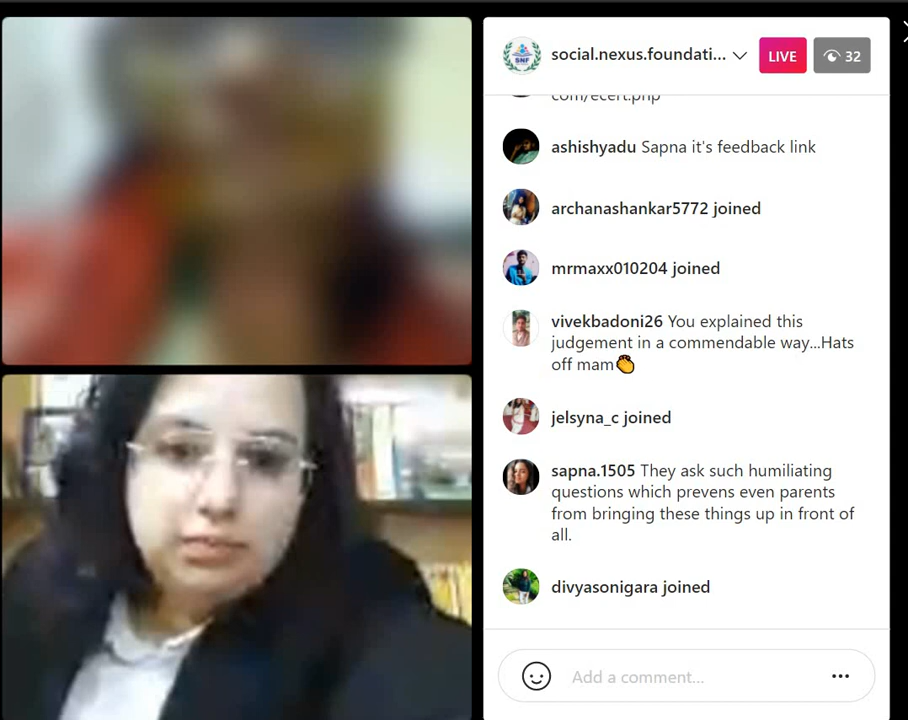 social.nexus.foundati...
LIVE
32
com/ecert.php
ashishyadu Sapna it's feedback link
archanashankar5772 joined
mrmaxx010204 joined
vivekbadoni26 You explained this
judgement in a commendable way...Hats
off mam👏
jelsyna_c joined
sapna.1505 They ask such humiliating
questions which prevens even parents
from bringing these things up in front of
all.
divyasonigara joined
Add a comment...
SNF